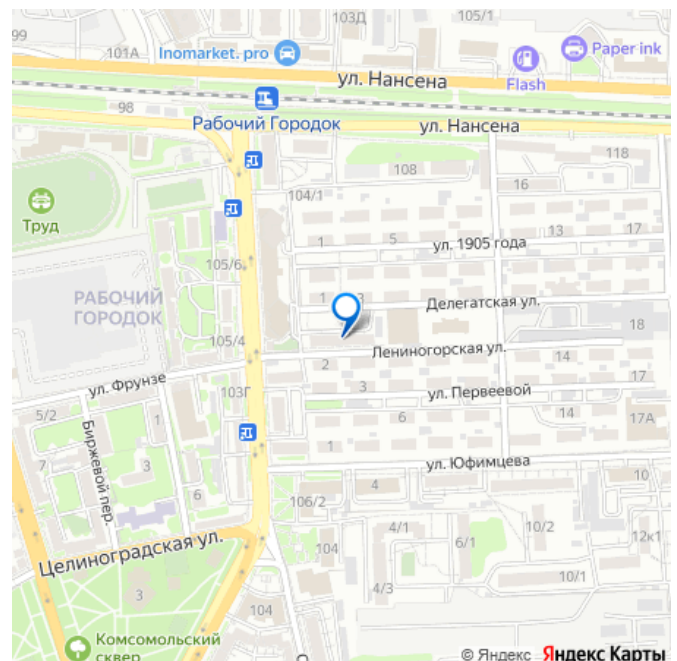 99
103Д
105/1
101А
Inomarket. pro
Paper ink
Flash
ул. Нансена
98
Рабочий Городок
ул. Нансена
118
108
16
104/1
Труд
1
5
ул. 1905 года
13
17
105/6
РАБОЧИЙ
ГОРОДОК
1
3
Делегатская ул.
18
105/4
2
Лениногорская ул.
14
ул. Фрунзе
103Г
3
ул. Первеевой
17
5/2
Биржевой пер.
1
6
14
17А
7
3
1
ул. Юфимцева
6
4
10
106/2
Целиноградская ул.
104
4/1
6/1
10/2
12к1
3
4/3
10/1
104
Комсомольский
сквер
© Яндекс Яндекс Карты